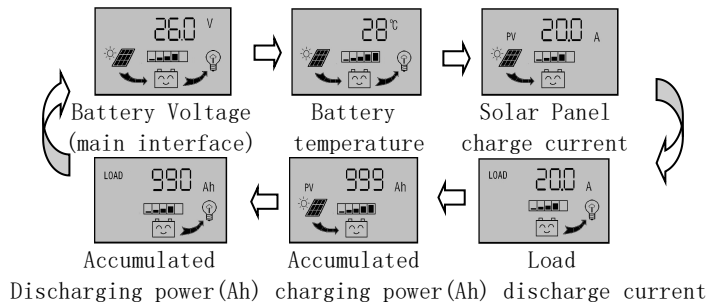 26.0 V
28℃
PV 20.0 A
Battery Voltage
(main interface)
Battery
temperature
Solar Panel
charge current
LOAD 990 Ah
PV 999 Ah
LOAD 20.0 A
Accumulated
Discharging power(Ah)
Accumulated
charging power(Ah)
Load
discharge current